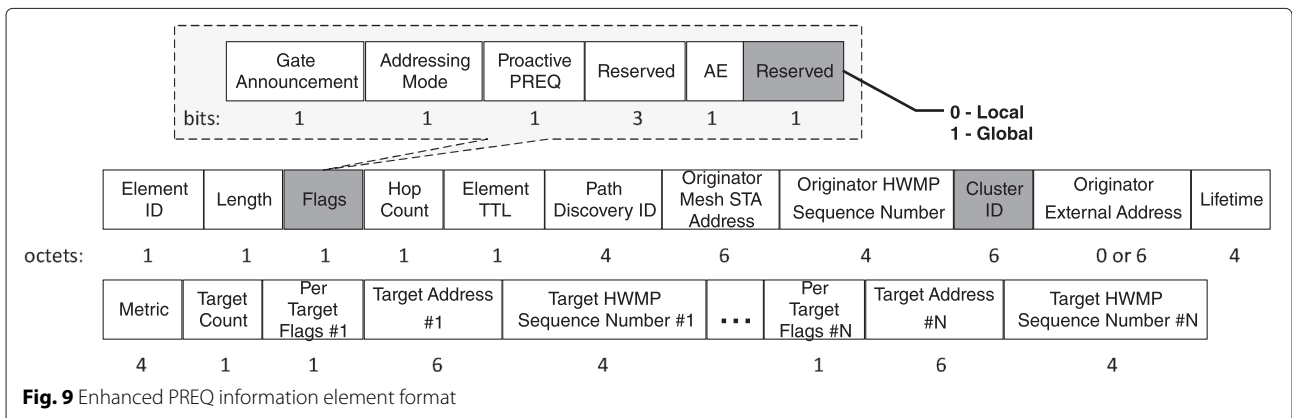 Gate Announcement
Addressing Mode
Proactive PREQ
Reserved
AE
Reserved
bits: 1 1 1 3 1 1
0 - Local
1 - Global
Element ID
Length
Flags
Hop Count
Element TTL
Path Discovery ID
Originator Mesh STA Address
Originator HWMP Sequence Number
Cluster ID
Originator External Address
Lifetime
octets: 1 1 1 1 1 4 6 4 6 0 or 6 4
Metric
Target Count
Per Target Flags #1
Target Address #1
Target HWMP Sequence Number #1
...
Per Target Flags #N
Target Address #N
Target HWMP Sequence Number #N
4 1 1 6 4 1 6 4
Fig. 9 Enhanced PREQ information element format